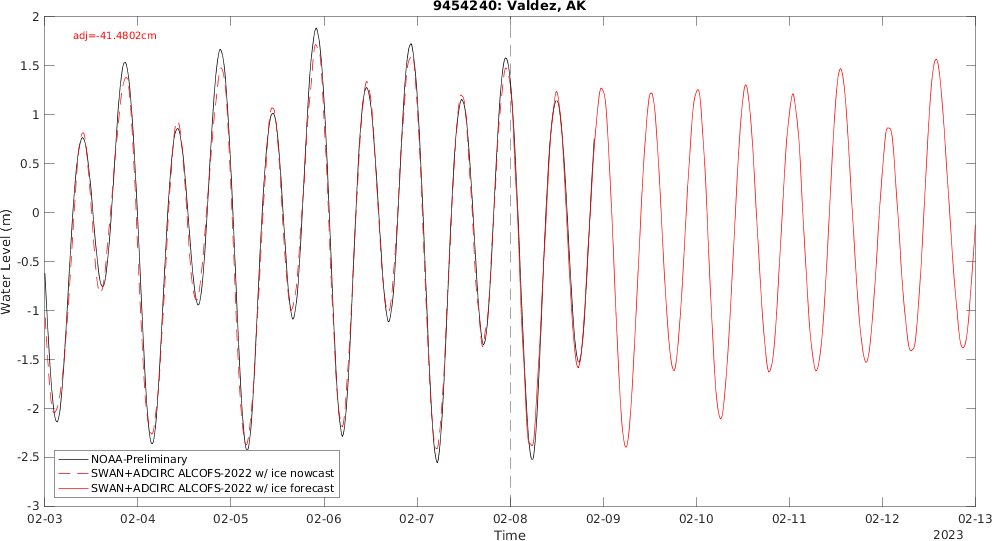 9454240: Valdez, AK
adj=-41.4802cm
2
1.5
1
0.5
0
-0.5
-1
-1.5
-2
-2.5
-3
Water Level (m)
NOAA-Preliminary
SWAN+ADCIRC ALCOFS-2022 w/ ice nowcast
SWAN+ADCIRC ALCOFS-2022 w/ ice forecast
02-03 02-04 02-05 02-06 02-07 02-08 02-09 02-10 02-11 02-12 02-13
Time
2023